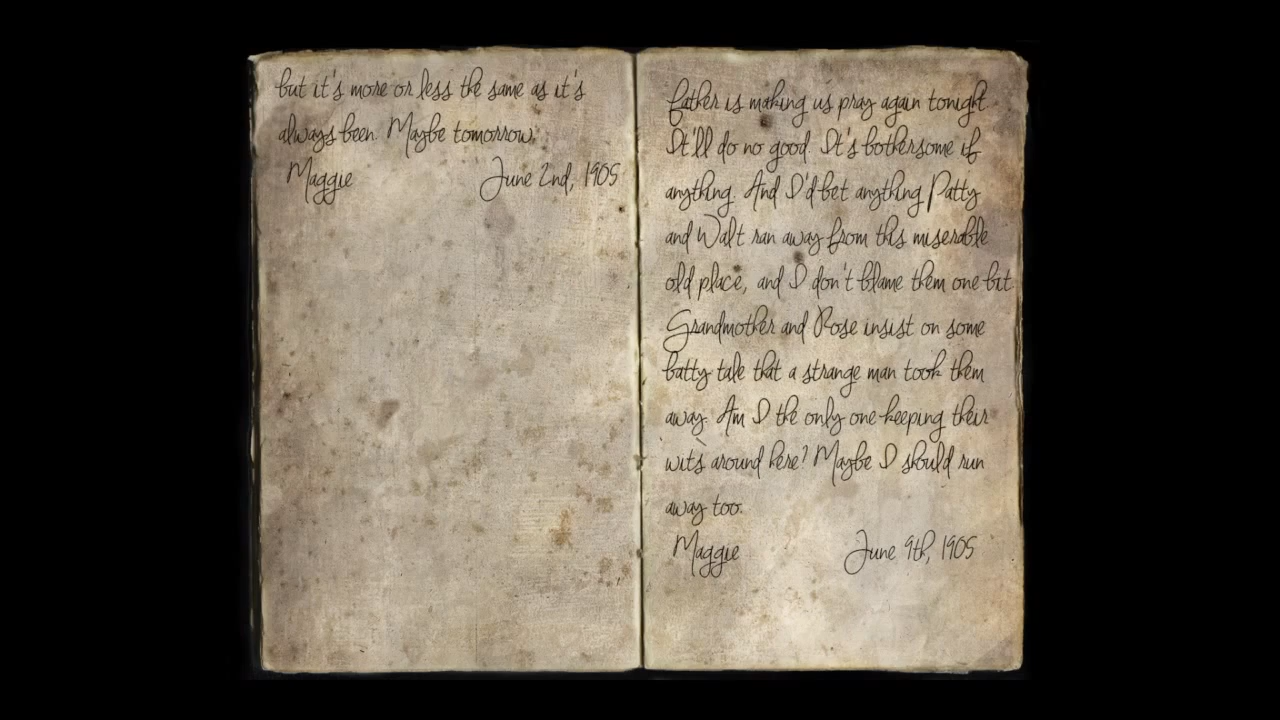 but it's more or less the same as it's
always been. Maybe tomorrow.
Maggie June 2nd, 1905
Father is making us pray again tonight
It'll do no good. It's bothersome if
anything. And I'd bet anything Patty
and Walt ran away from this miserable
old place, and I don't blame them one bit.
Grandmother and Rose insist on some
batty tale that a strange man took them
away. Am I the only one keeping their
wits around here? Maybe I should run
away too.
Maggie June 9th, 1905